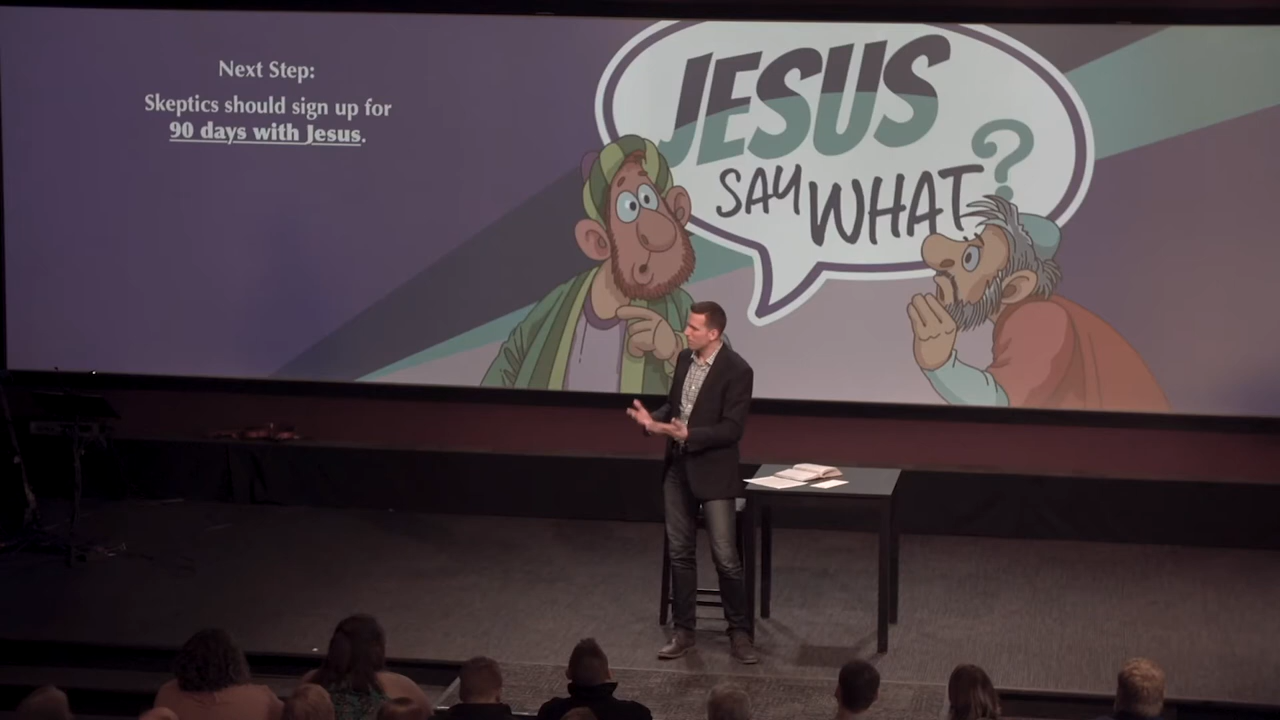 Next Step:
Skeptics should sign up for
90 days with Jesus.
JESUS
SAY WHAT?